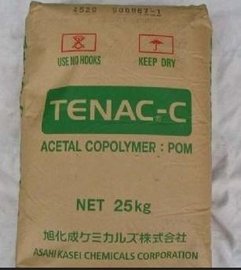 USE NO HOOKS
KEEP DRY
TENAC-C
ACETAL COPOLYMER : POM
NET 25kg
旭化成ケミカルズ株式会社
ASAHI KASEI CHEMICALS CORPORATION